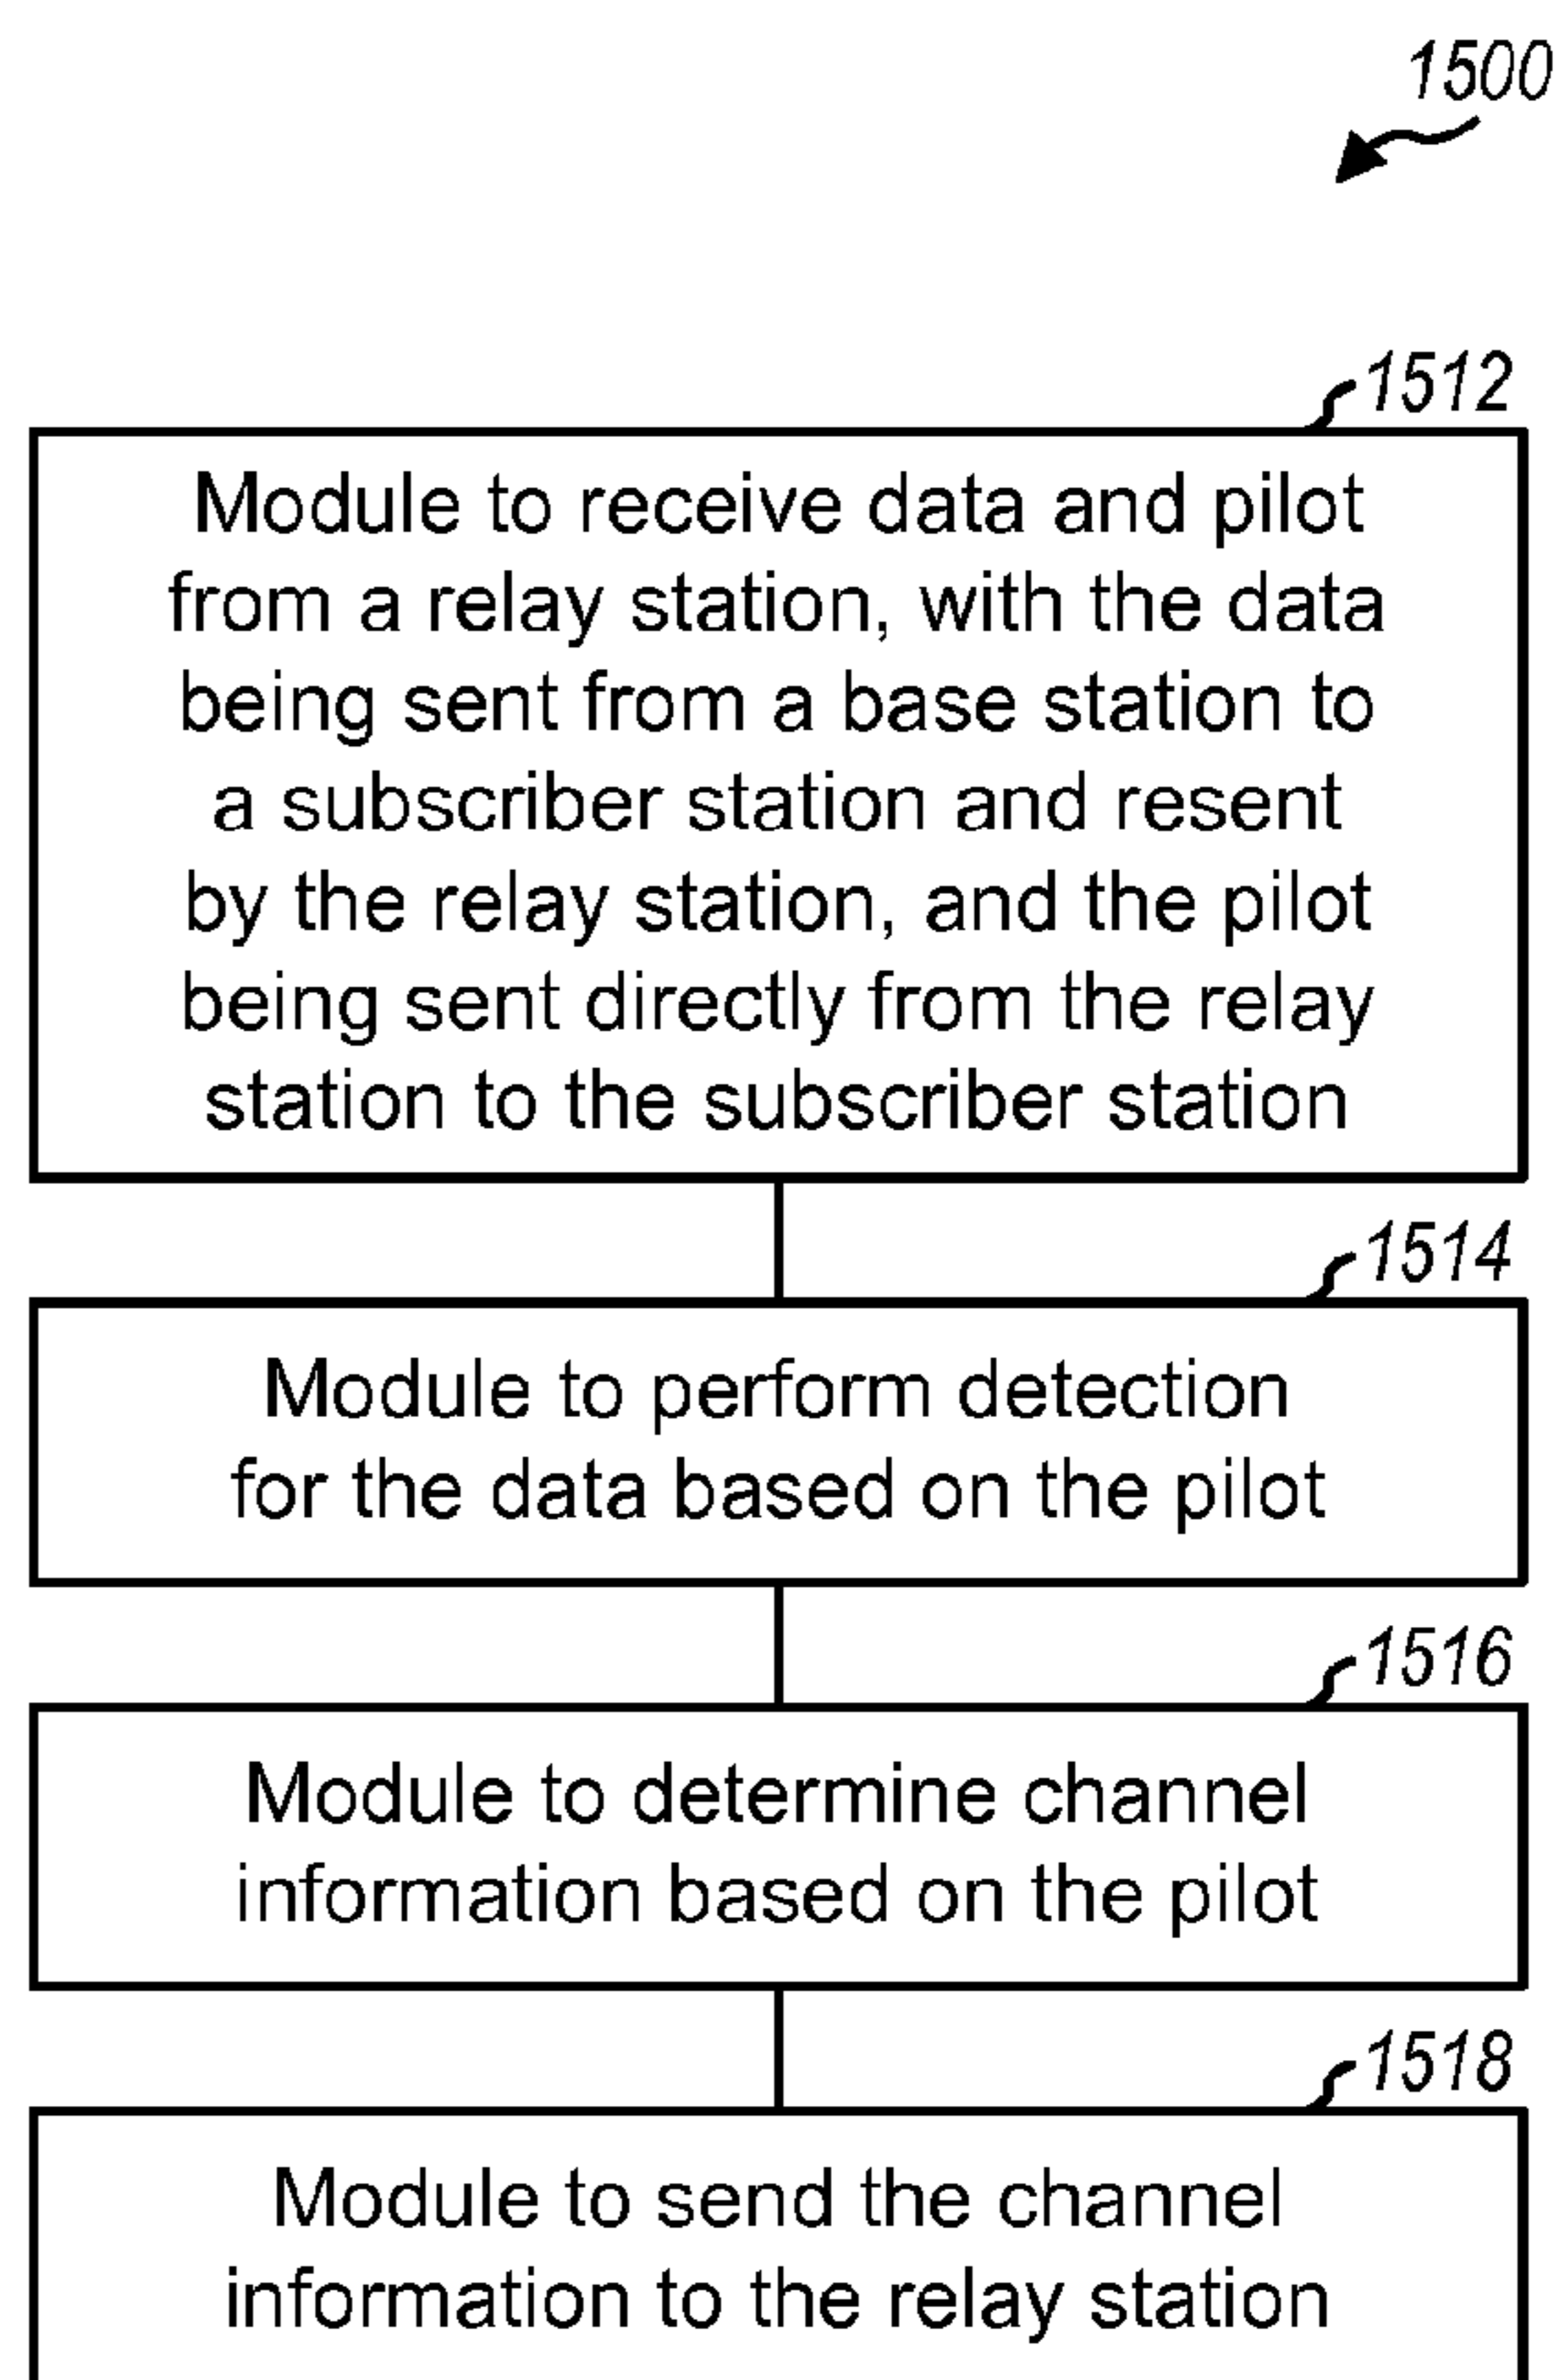 1500
1512
Module to receive data and pilot
from a relay station, with the data
being sent from a base station to
a subscriber station and resent
by the relay station, and the pilot
being sent directly from the relay
station to the subscriber station
1514
Module to perform detection
for the data based on the pilot
1516
Module to determine channel
information based on the pilot
1518
Module to send the channel
information to the relay station